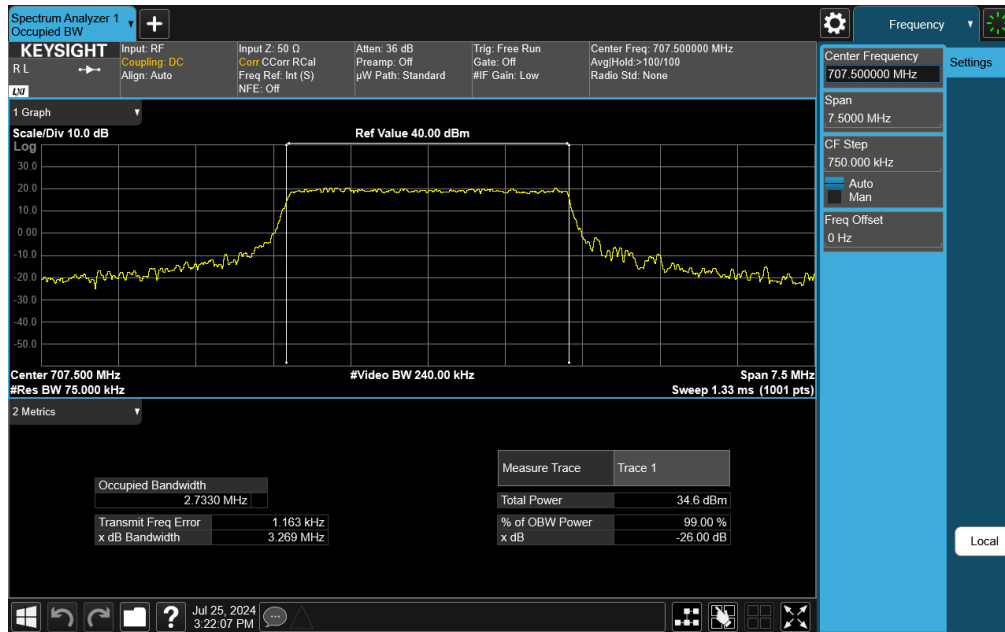 Spectrum Analyzer 1
Occupied BW
Frequency
KEYSIGHT
R L
LXI
Input: RF
Coupling: DC
Align: Auto
Input Z: 50 Ω
Corr CCorr RCal
Freq Ref: Int (S)
NFE: Off
Atten: 36 dB
Preamp: Off
µW Path: Standard
Trig: Free Run
Gate: Off
#IF Gain: Low
Center Freq: 707.500000 MHz
Avg|Hold:>100/100
Radio Std: None
Center Frequency
707.500000 MHz
Settings
Span
7.5000 MHz
CF Step
750.000 kHz
Auto
Man
Freq Offset
0 Hz
Local
1 Graph
Scale/Div 10.0 dB
Ref Value 40.00 dBm
Log
30.0
20.0
10.0
0.00
-10.0
-20.0
-30.0
-40.0
-50.0
Center 707.500 MHz
#Video BW 240.00 kHz
Span 7.5 MHz
#Res BW 75.000 kHz
Sweep 1.33 ms (1001 pts)
2 Metrics
Measure Trace Trace 1
Occupied Bandwidth
2.7330 MHz
Total Power 34.6 dBm
Transmit Freq Error 1.163 kHz
% of OBW Power 99.00 %
x dB Bandwidth 3.269 MHz
x dB -26.00 dB
Jul 25, 2024
3:22:07 PM